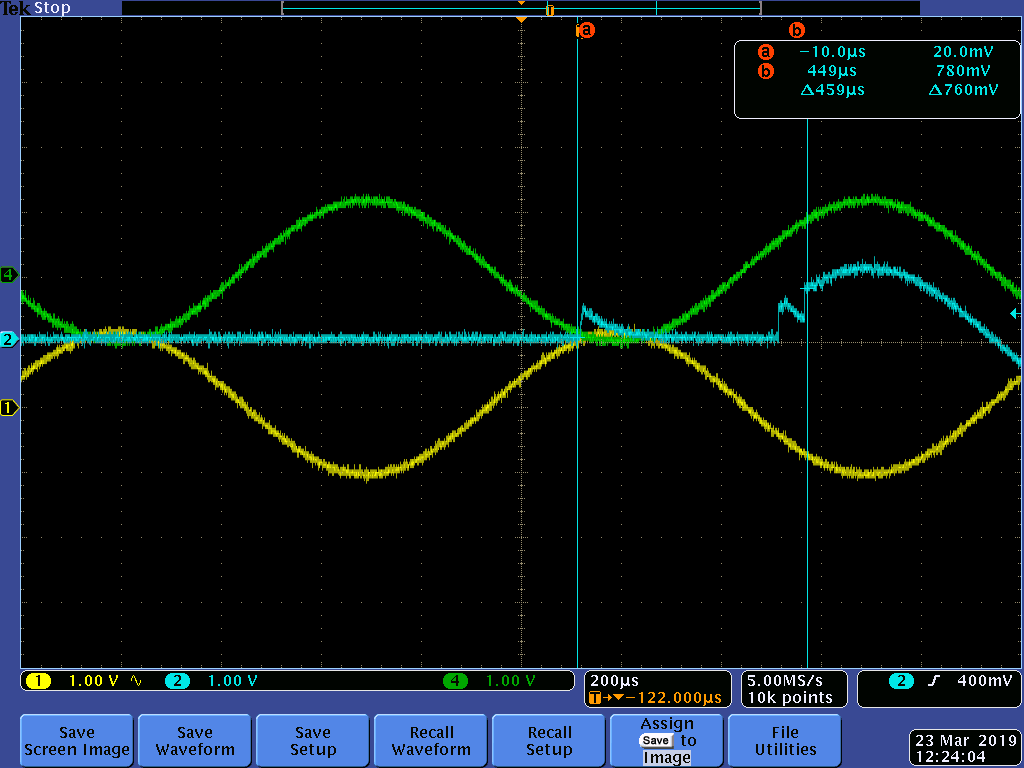 Tek Stop
T
a b
a −10.0µs 20.0mV
b 449µs 780mV
Δ459µs Δ760mV
4
2
1
1 1.00 V ∿ 2 1.00 V 4 1.00 V
200µs
T→▼−122.000µs
5.00MS/s
10k points
2 ʃ 400mV
Save
Screen Image
Save
Waveform
Save
Setup
Recall
Waveform
Recall
Setup
Assign
Save to
Image
File
Utilities
23 Mar 2019
12:24:04